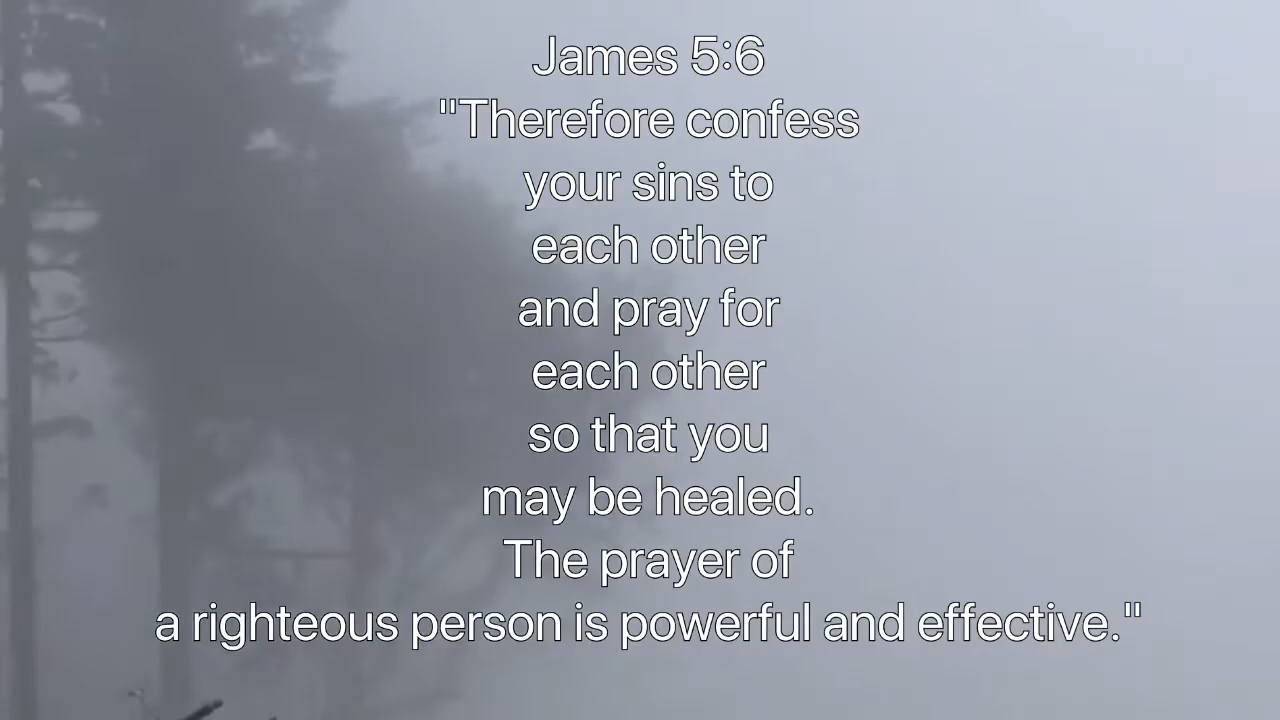 James 5:6
"Therefore confess
your sins to
each other
and pray for
each other
so that you
may be healed.
The prayer of
a righteous person is powerful and effective."